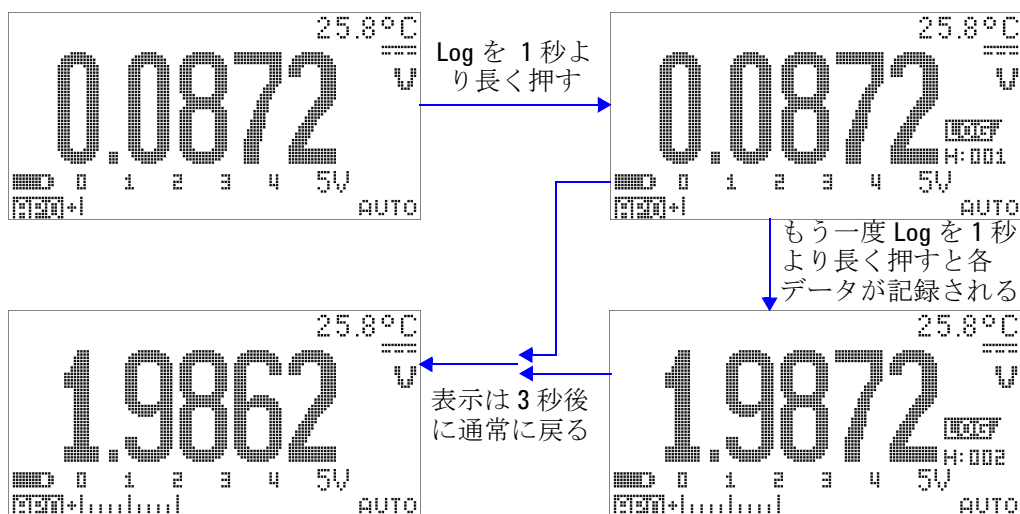 25.8°C
0.0872
V
0 1 2 3 4 5V
AUTO
Log を 1 秒よ
り長く押す
25.8°C
0.0872
V
LOG
H:001
0 1 2 3 4 5V
AUTO
もう一度 Log を 1 秒
より長く押すと各
データが記録される
25.8°C
1.9862
V
0 1 2 3 4 5V
AUTO
表示は 3 秒後
に通常に戻る
25.8°C
1.9872
V
LOG
H:002
0 1 2 3 4 5V
AUTO